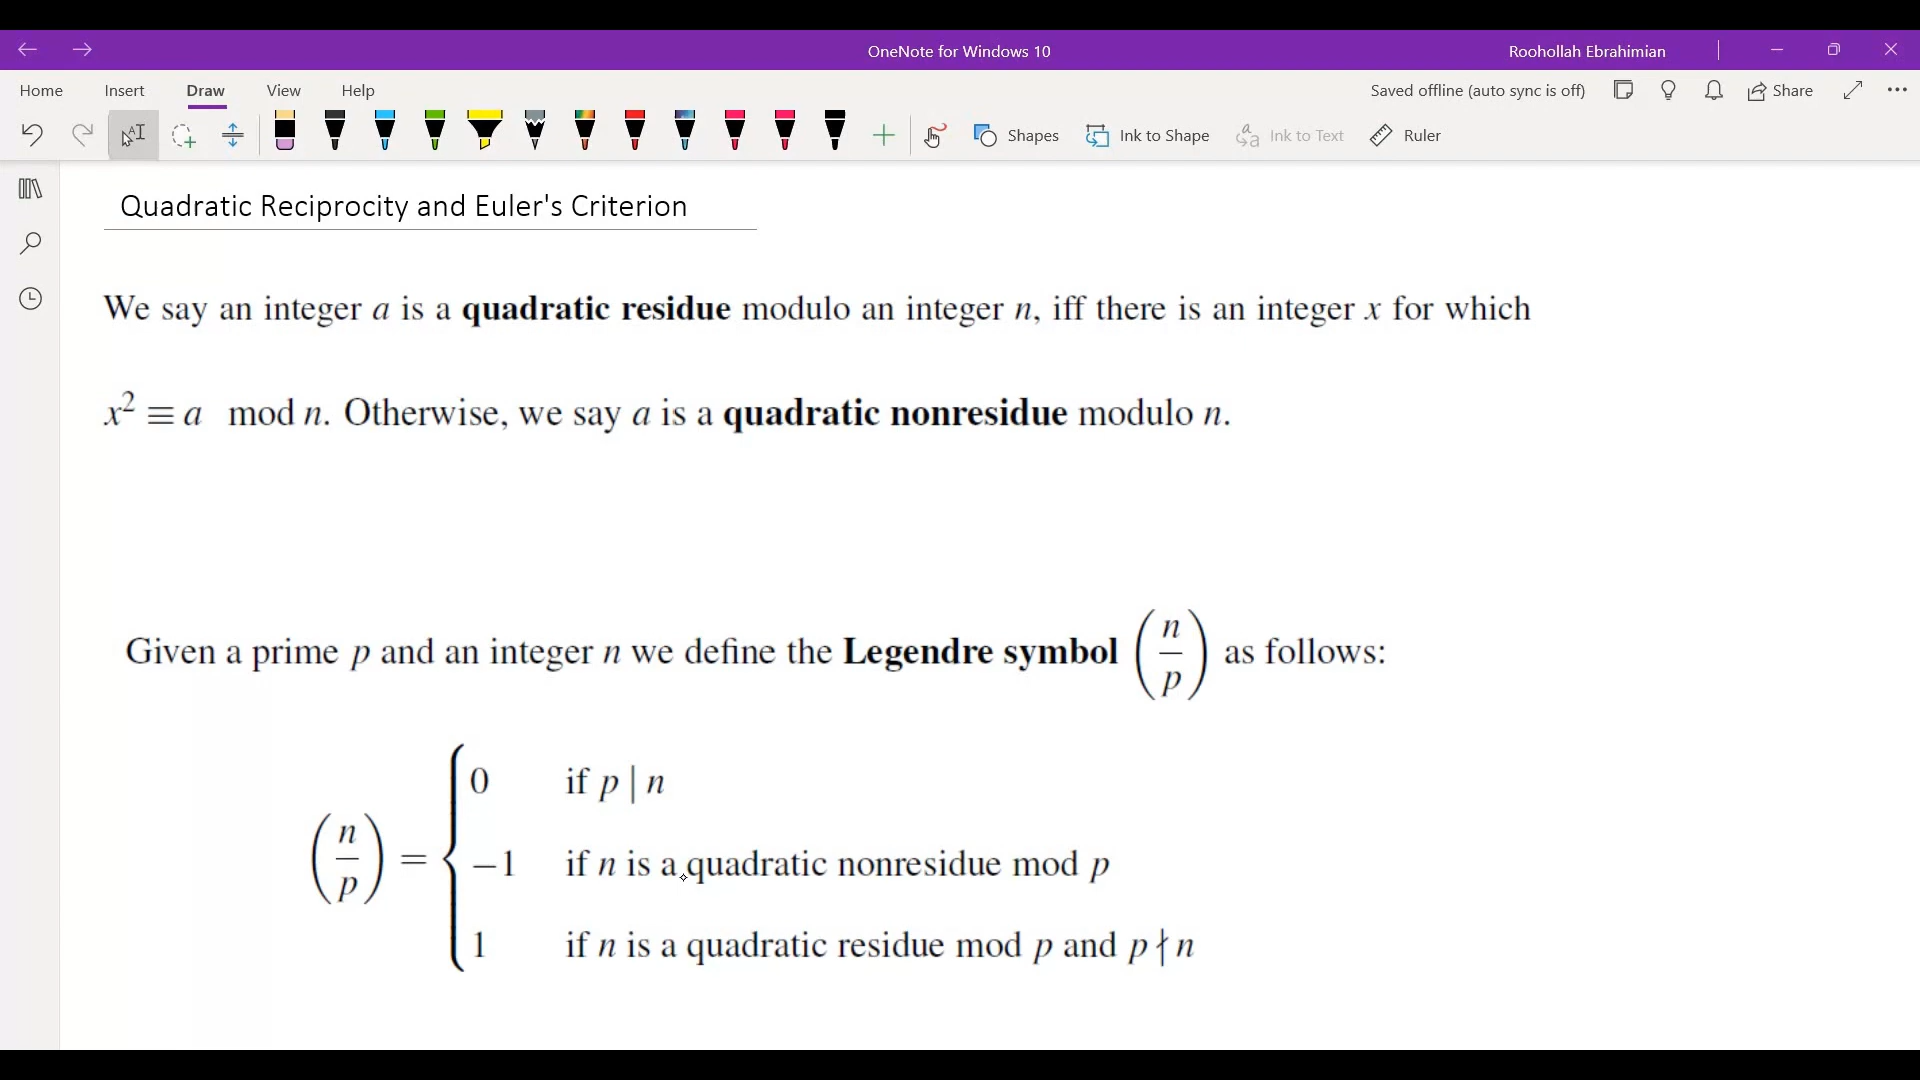 OneNote for Windows 10
Roohollah Ebrahimian
Home Insert Draw View Help
Saved offline (auto sync is off)
Share
Shapes
Ink to Shape
Ink to Text
Ruler
Quadratic Reciprocity and Euler's Criterion
We say an integer a is a quadratic residue modulo an integer n, iff there is an integer x for which
x² ≡ a mod n. Otherwise, we say a is a quadratic nonresidue modulo n.
Given a prime p and an integer n we define the Legendre symbol (n/p) as follows:
0 if p | n
(n/p) = { −1 if n is a quadratic nonresidue mod p
1 if n is a quadratic residue mod p and p ∤ n